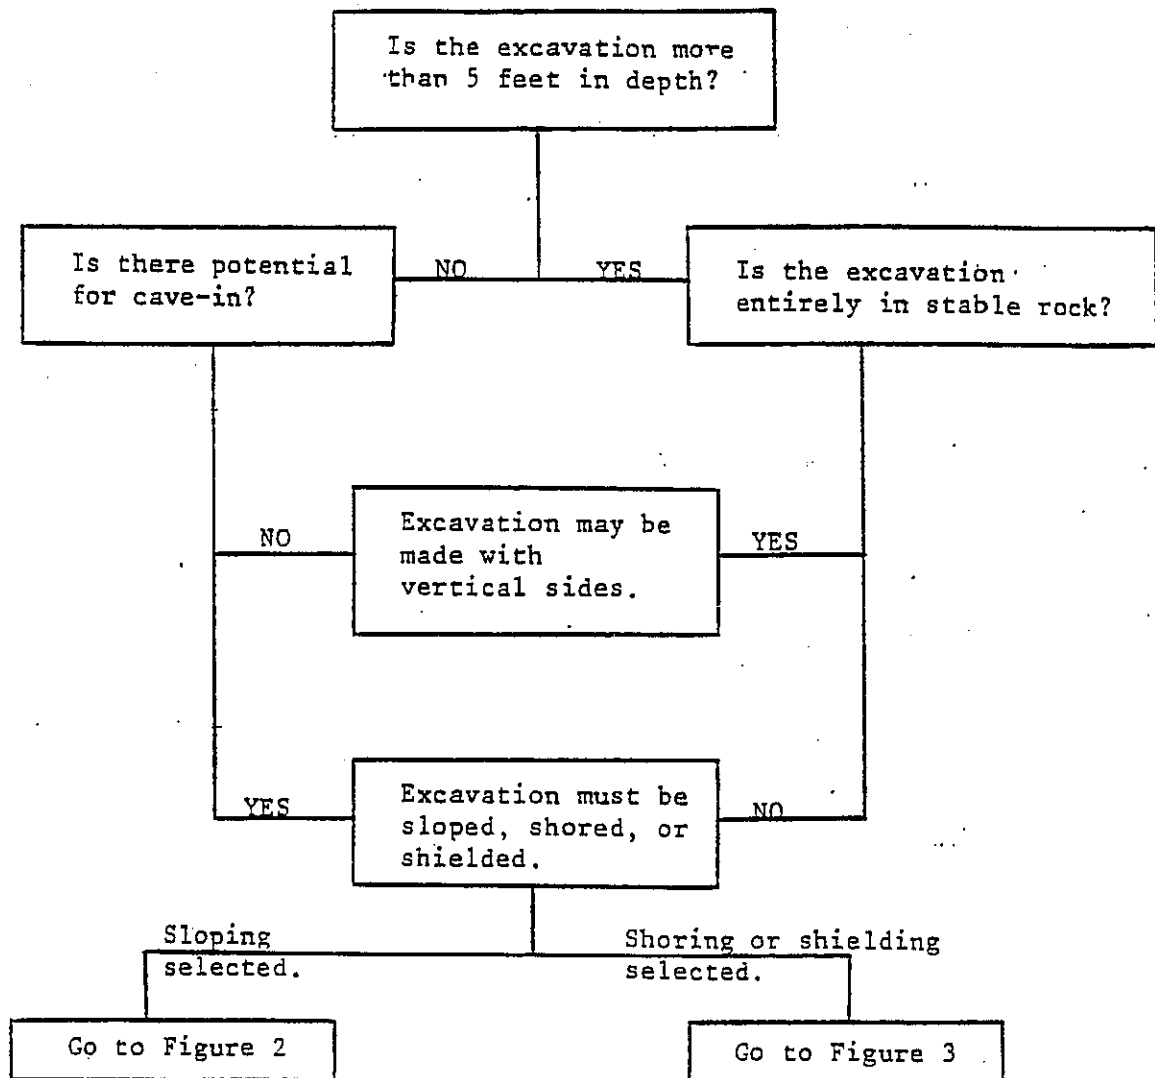 Is the excavation more
than 5 feet in depth?
NO
YES
Is there potential
for cave-in?
Is the excavation
entirely in stable rock?
NO
Excavation may be
made with
vertical sides.
YES
YES
Excavation must be
sloped, shored, or
shielded.
NO
Sloping
selected.
Shoring or shielding
selected.
Go to Figure 2
Go to Figure 3